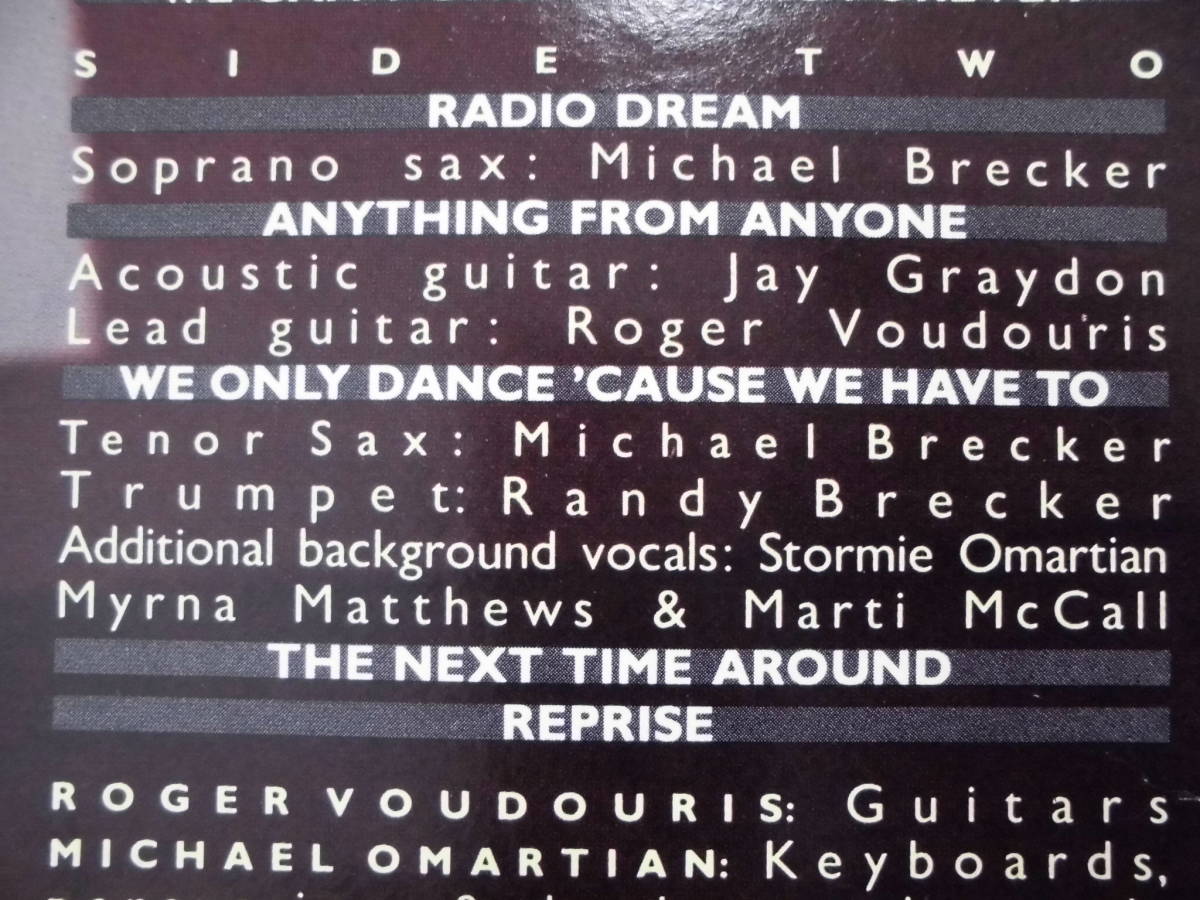 SIDE TWO
RADIO DREAM
Soprano sax: Michael Brecker
ANYTHING FROM ANYONE
Acoustic guitar: Jay Graydon
Lead guitar: Roger Voudouris
WE ONLY DANCE 'CAUSE WE HAVE TO
Tenor Sax: Michael Brecker
Trumpet: Randy Brecker
Additional background vocals: Stormie Omartian
Myrna Matthews & Marti McCall
THE NEXT TIME AROUND
REPRISE
ROGER VOUDOURIS: Guitars
MICHAEL OMARTIAN: Keyboards,